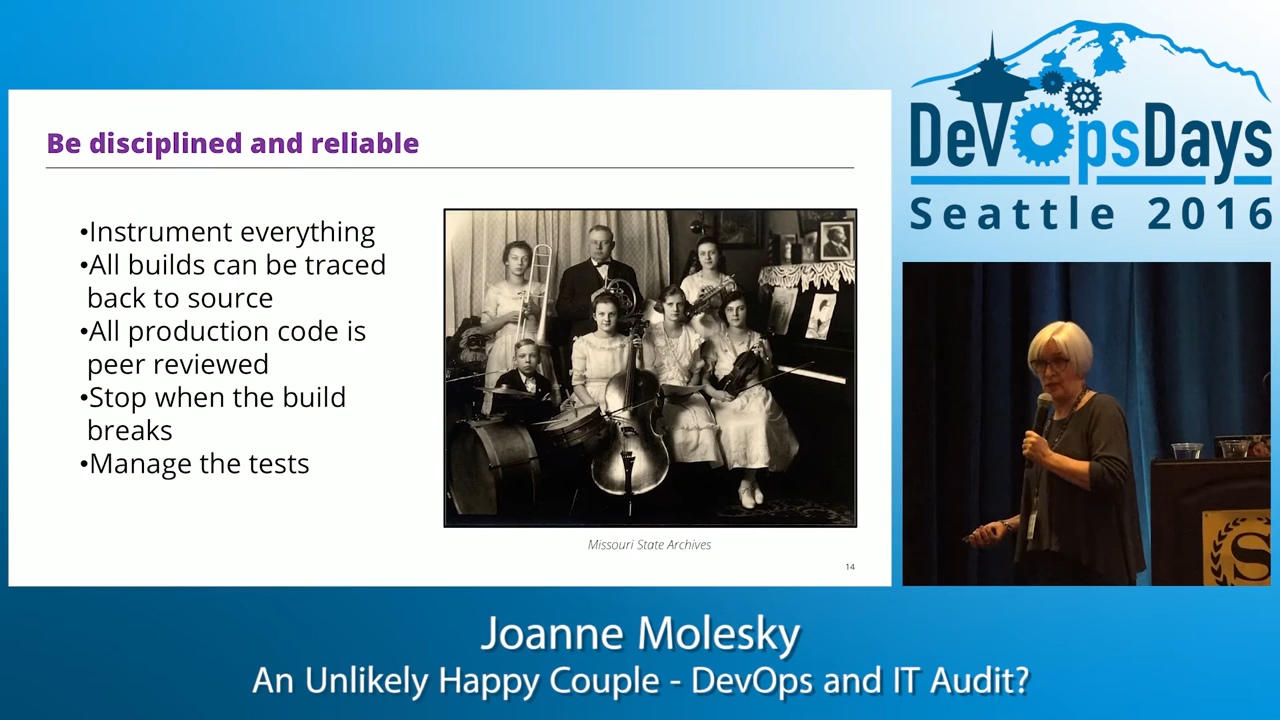 Be disciplined and reliable
•Instrument everything
•All builds can be traced
back to source
•All production code is
peer reviewed
•Stop when the build
breaks
•Manage the tests
Missouri State Archives
14
DevOpsDays
Seattle 2016
S
Joanne Molesky
An Unlikely Happy Couple - DevOps and IT Audit?